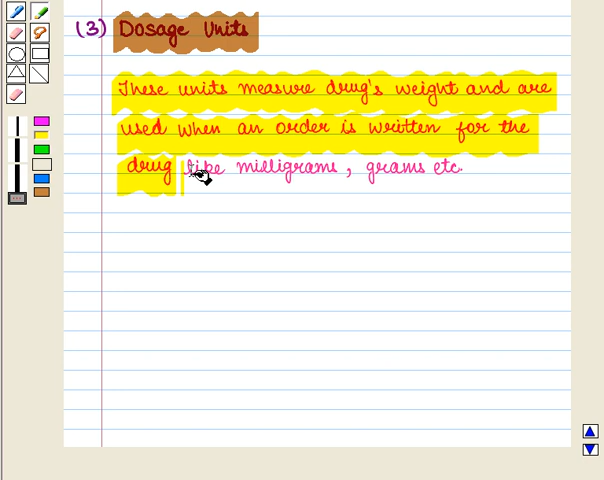 (3) Dosage Units
These units measure drug's weight and are
used when an order is written for the
drug like milligrams, grams etc.